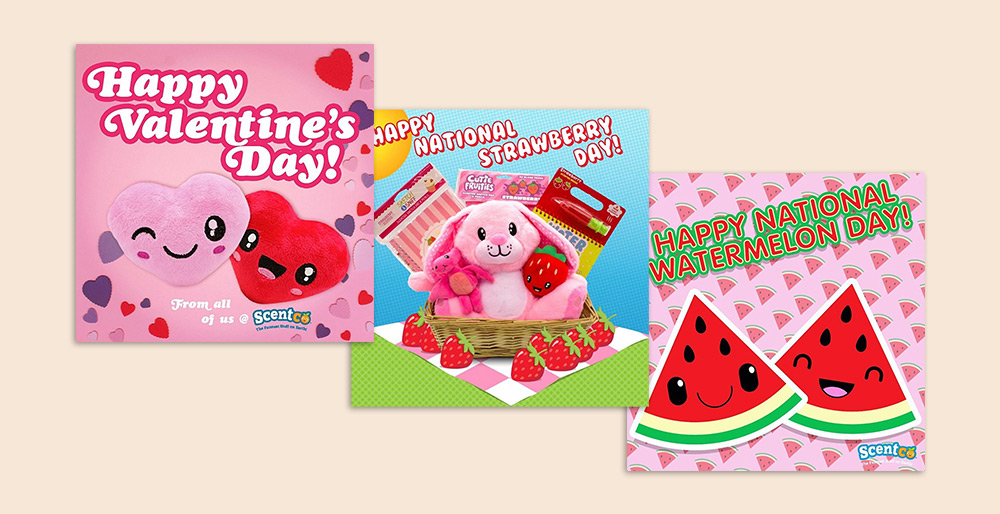 Happy
Valentine's
Day!
From all
of us @ Scentco
The Funnest Stuff on Earth!
HAPPY
NATIONAL
STRAWBERRY
DAY!
CUTIE
FRUITIES
STRAWBERRY
HAPPY NATIONAL
WATERMELON DAY!
Scentco